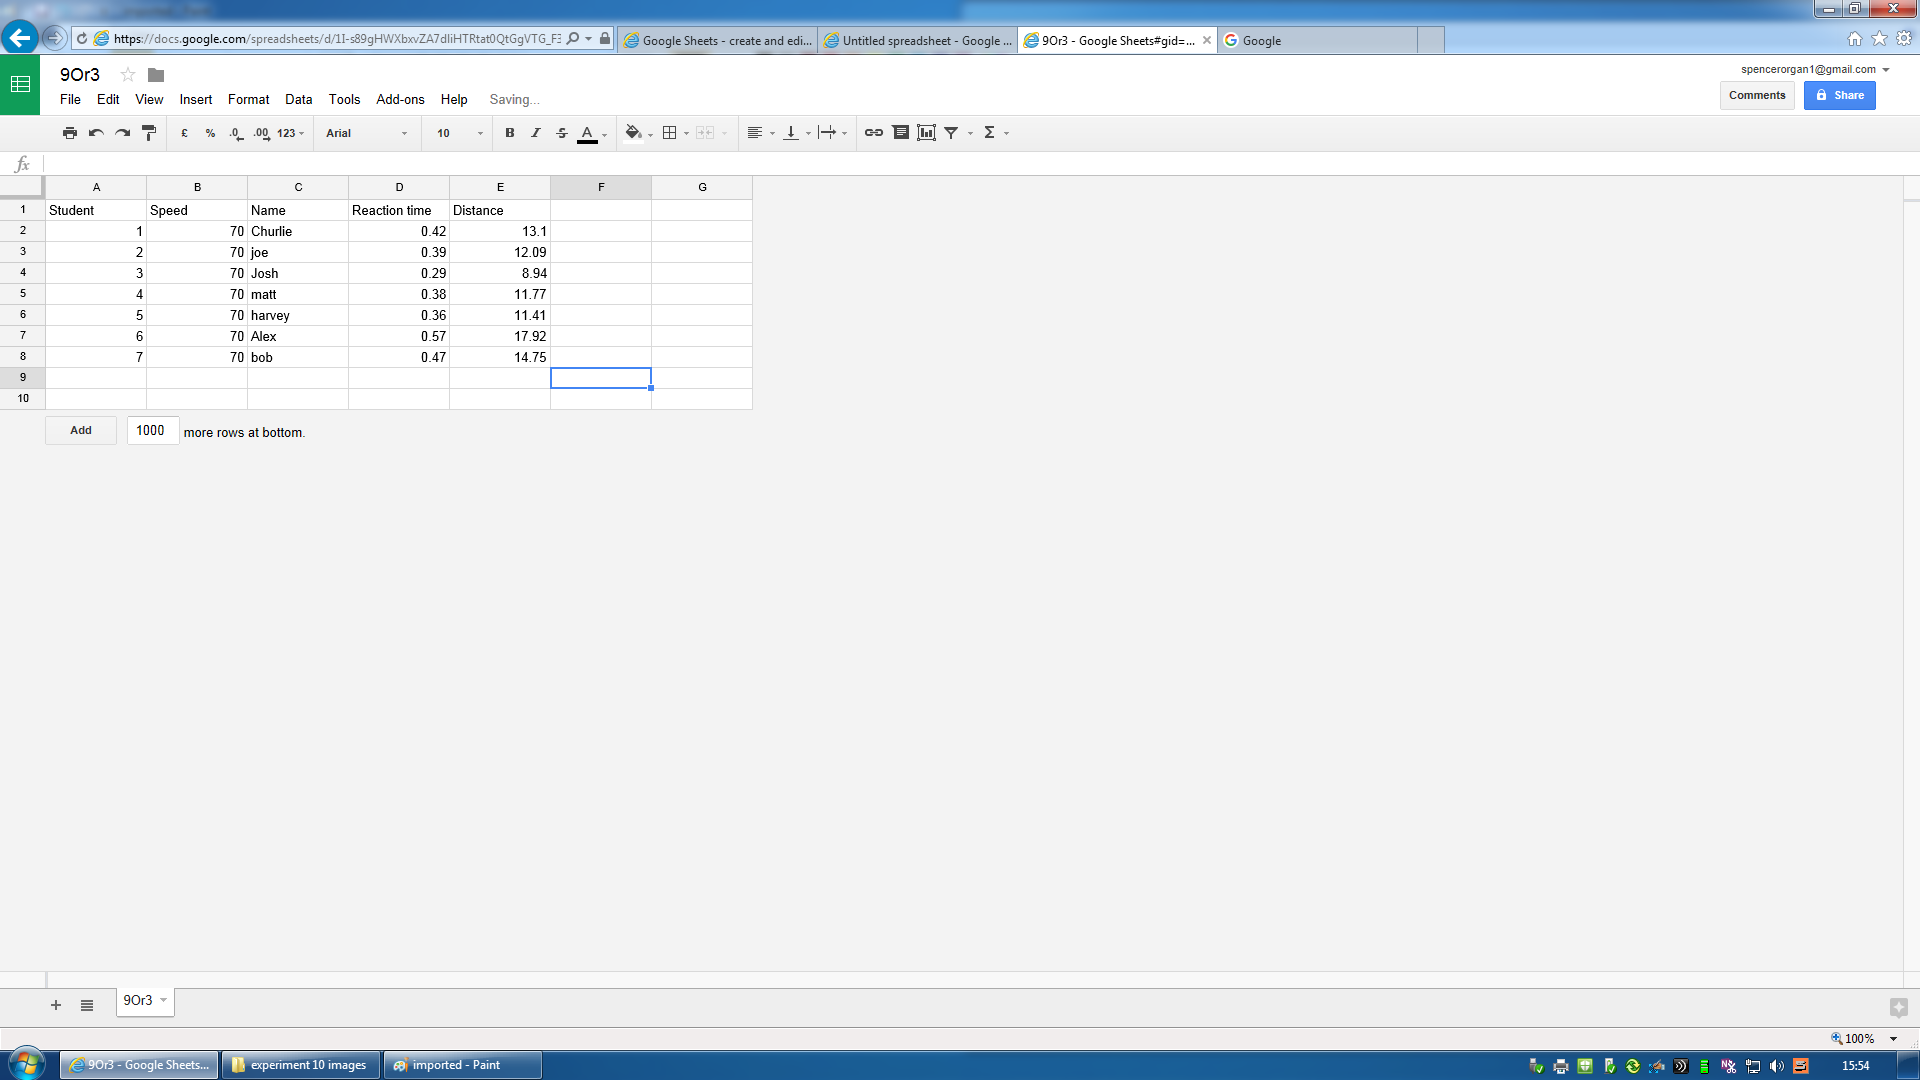 https://docs.google.com/spreadsheets/d/1I-s89gHWXbxvZA7dIiHTRtat0QtGgVTG_F3
Google Sheets - create and edi...
Untitled spreadsheet - Google ...
9Or3 - Google Sheets#gid=...
Google
9Or3
spencerorgan1@gmail.com
File Edit View Insert Format Data Tools Add-ons Help Saving...
Comments Share
£ % .0 .00 123 Arial 10 B I S A Σ
fx
A B C D E F G
1 Student Speed Name Reaction time Distance
2 1 70 Churlie 0.42 13.1
3 2 70 joe 0.39 12.09
4 3 70 Josh 0.29 8.94
5 4 70 matt 0.38 11.77
6 5 70 harvey 0.36 11.41
7 6 70 Alex 0.57 17.92
8 7 70 bob 0.47 14.75
9
10
Add 1000 more rows at bottom.
9Or3
100%
9Or3 - Google Sheets...
experiment 10 images
imported - Paint
15:54